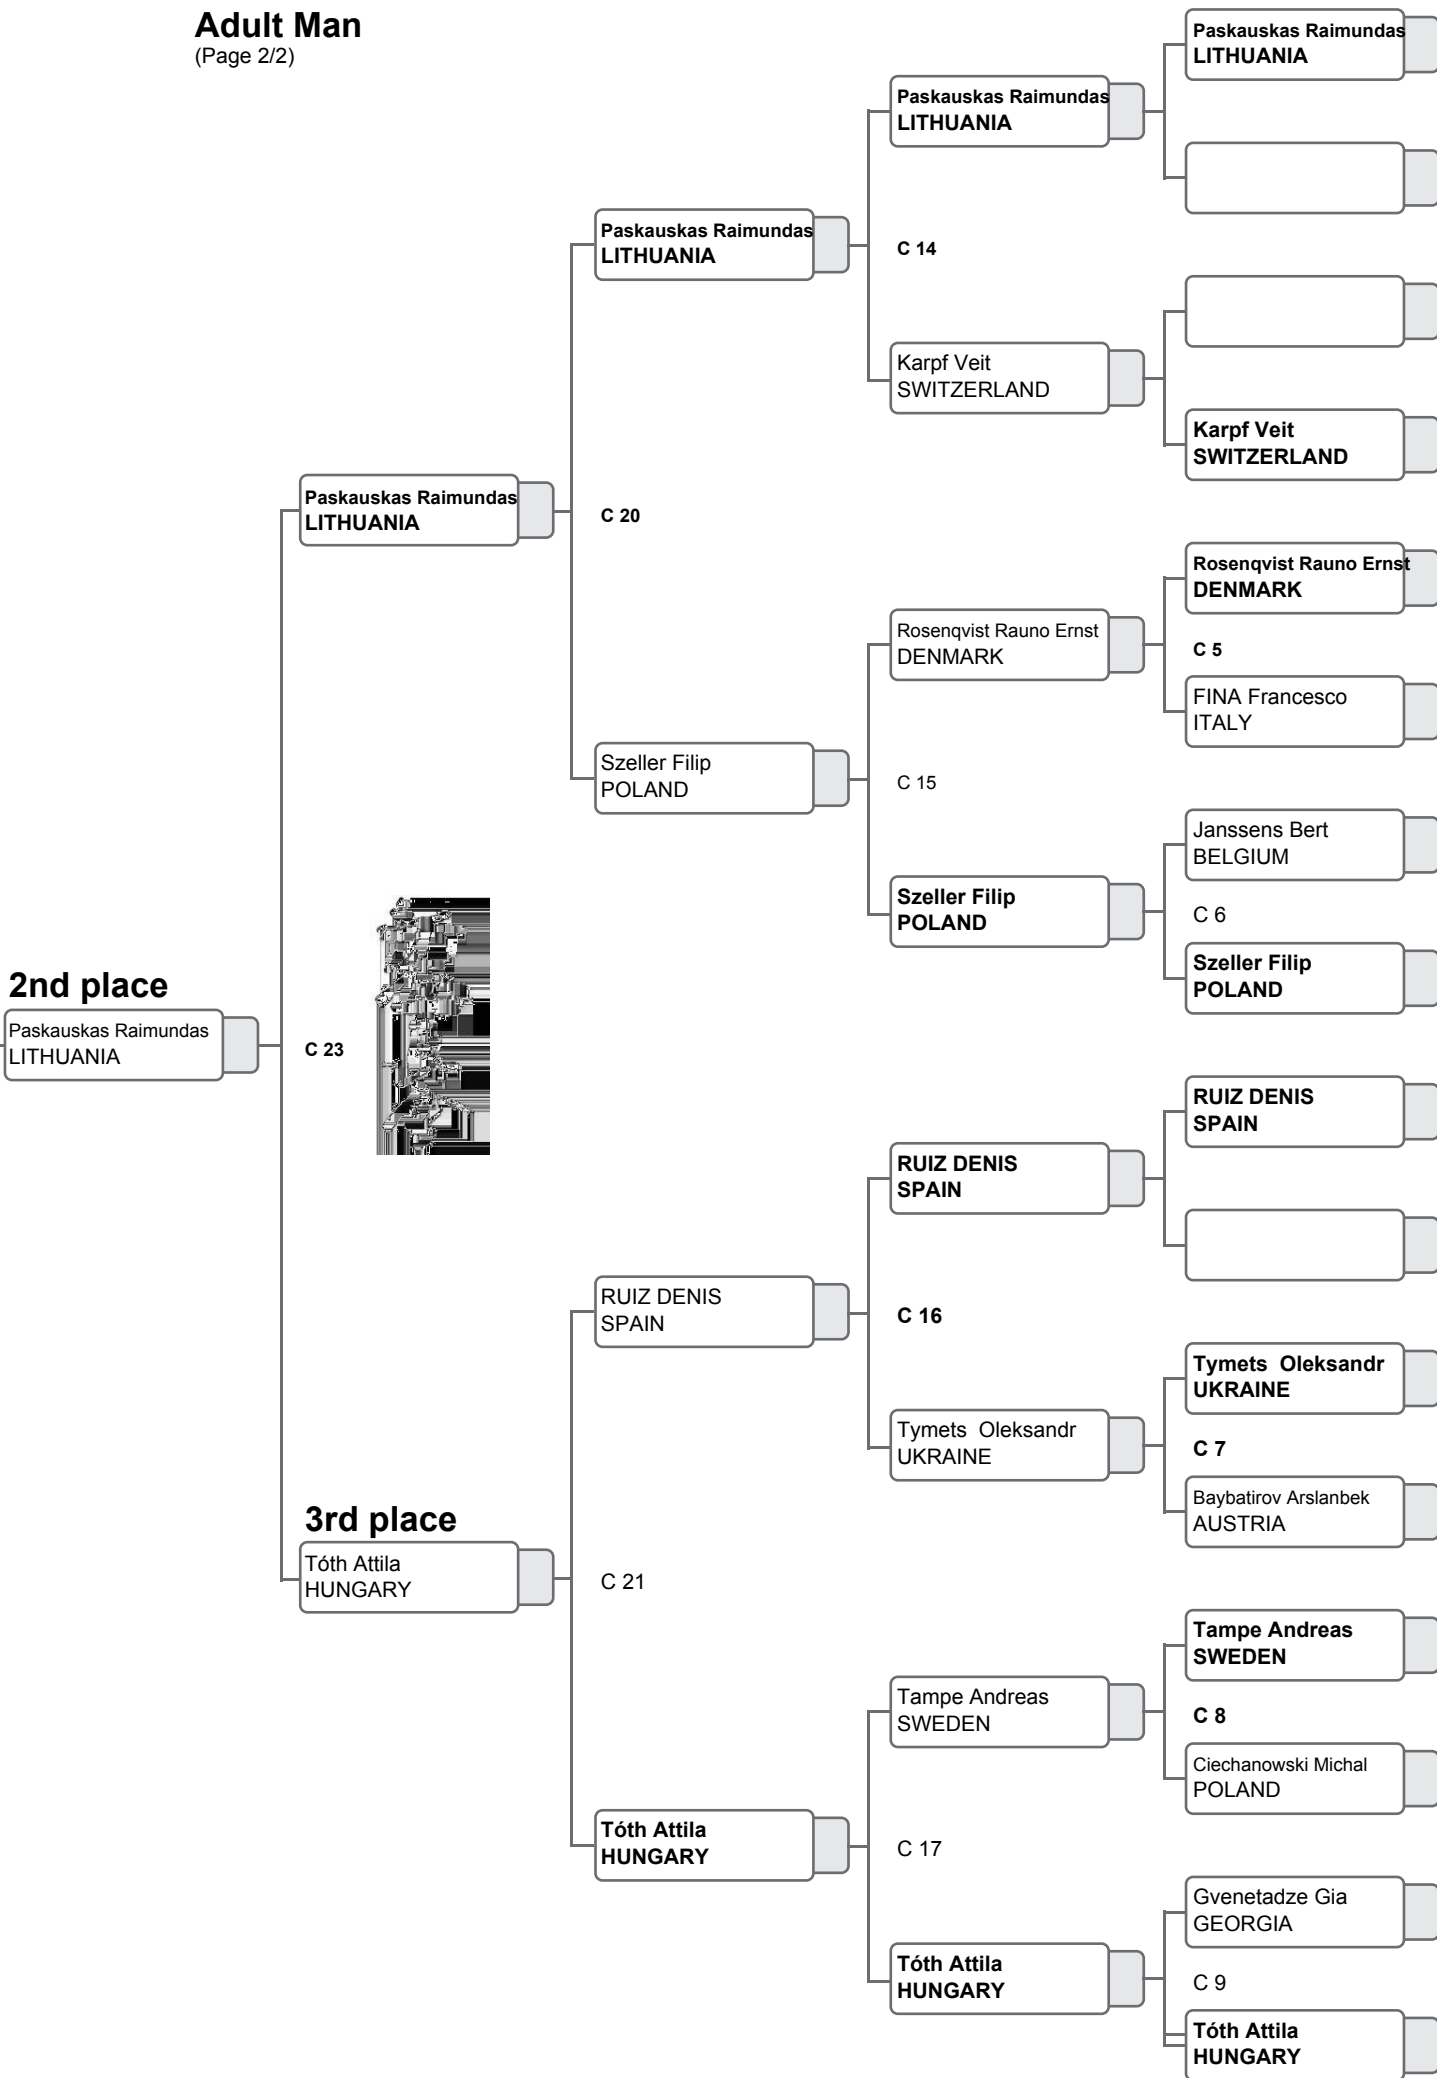 Adult Man
(Page 2/2)
Paskauskas Raimundas
LITHUANIA
Paskauskas Raimundas
LITHUANIA
Paskauskas Raimundas
LITHUANIA
C 14
Karpf Veit
SWITZERLAND
Karpf Veit
SWITZERLAND
Paskauskas Raimundas
LITHUANIA
C 20
Rosenqvist Rauno Ernst
DENMARK
Rosenqvist Rauno Ernst
DENMARK
C 5
FINA Francesco
ITALY
Szeller Filip
POLAND
C 15
Janssens Bert
BELGIUM
Szeller Filip
POLAND
C 6
Szeller Filip
POLAND
2nd place
Paskauskas Raimundas
LITHUANIA
C 23
RUIZ DENIS
SPAIN
RUIZ DENIS
SPAIN
RUIZ DENIS
SPAIN
C 16
Tymets  Oleksandr
UKRAINE
Tymets  Oleksandr
UKRAINE
C 7
Baybatirov Arslanbek
AUSTRIA
3rd place
Tóth Attila
HUNGARY
C 21
Tampe Andreas
SWEDEN
Tampe Andreas
SWEDEN
C 8
Ciechanowski Michal
POLAND
Tóth Attila
HUNGARY
C 17
Gvenetadze Gia
GEORGIA
Tóth Attila
HUNGARY
C 9
Tóth Attila
HUNGARY